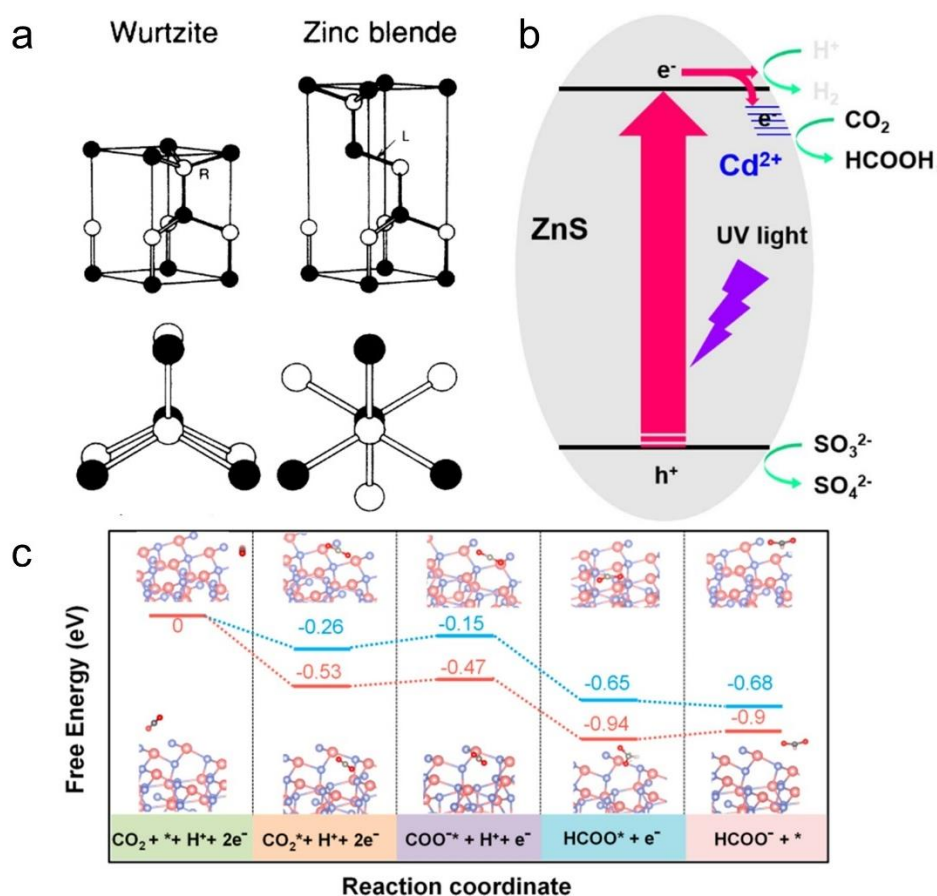 a
Wurtzite
Zinc blende
R
L
b
e⁻
H⁺
H₂
e⁻
CO₂
HCOOH
Cd²⁺
ZnS
UV light
h⁺
SO₃²⁻
SO₄²⁻
c
Free Energy (eV)
0
-0.26
-0.15
-0.53
-0.47
-0.65
-0.68
-0.94
-0.9
CO₂ + *+ H⁺+ 2e⁻
CO₂*+ H⁺+ 2e⁻
COO⁻*+ H⁺+ e⁻
HCOO* + e⁻
HCOO⁻ + *
Reaction coordinate